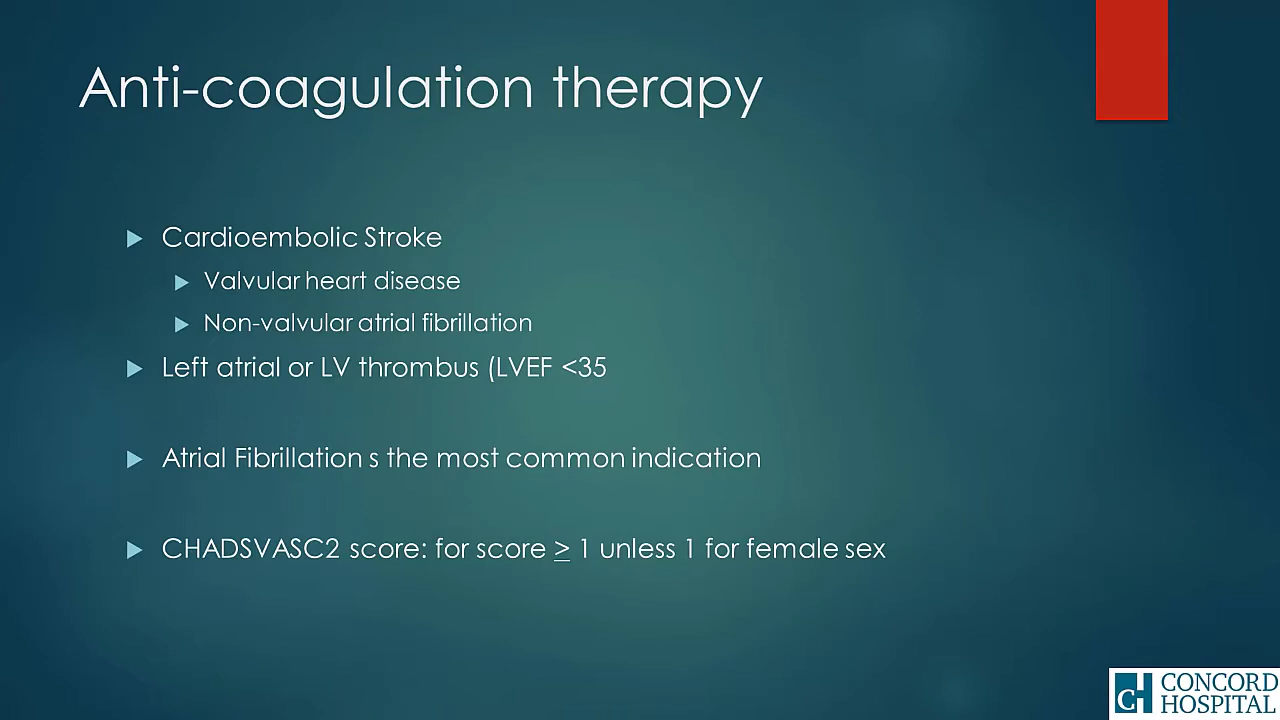 Anti-coagulation therapy
Cardioembolic Stroke
Valvular heart disease
Non-valvular atrial fibrillation
Left atrial or LV thrombus (LVEF <35
Atrial Fibrillation s the most common indication
CHADSVASC2 score: for score ≥ 1 unless 1 for female sex
CH
CONCORD
HOSPITAL